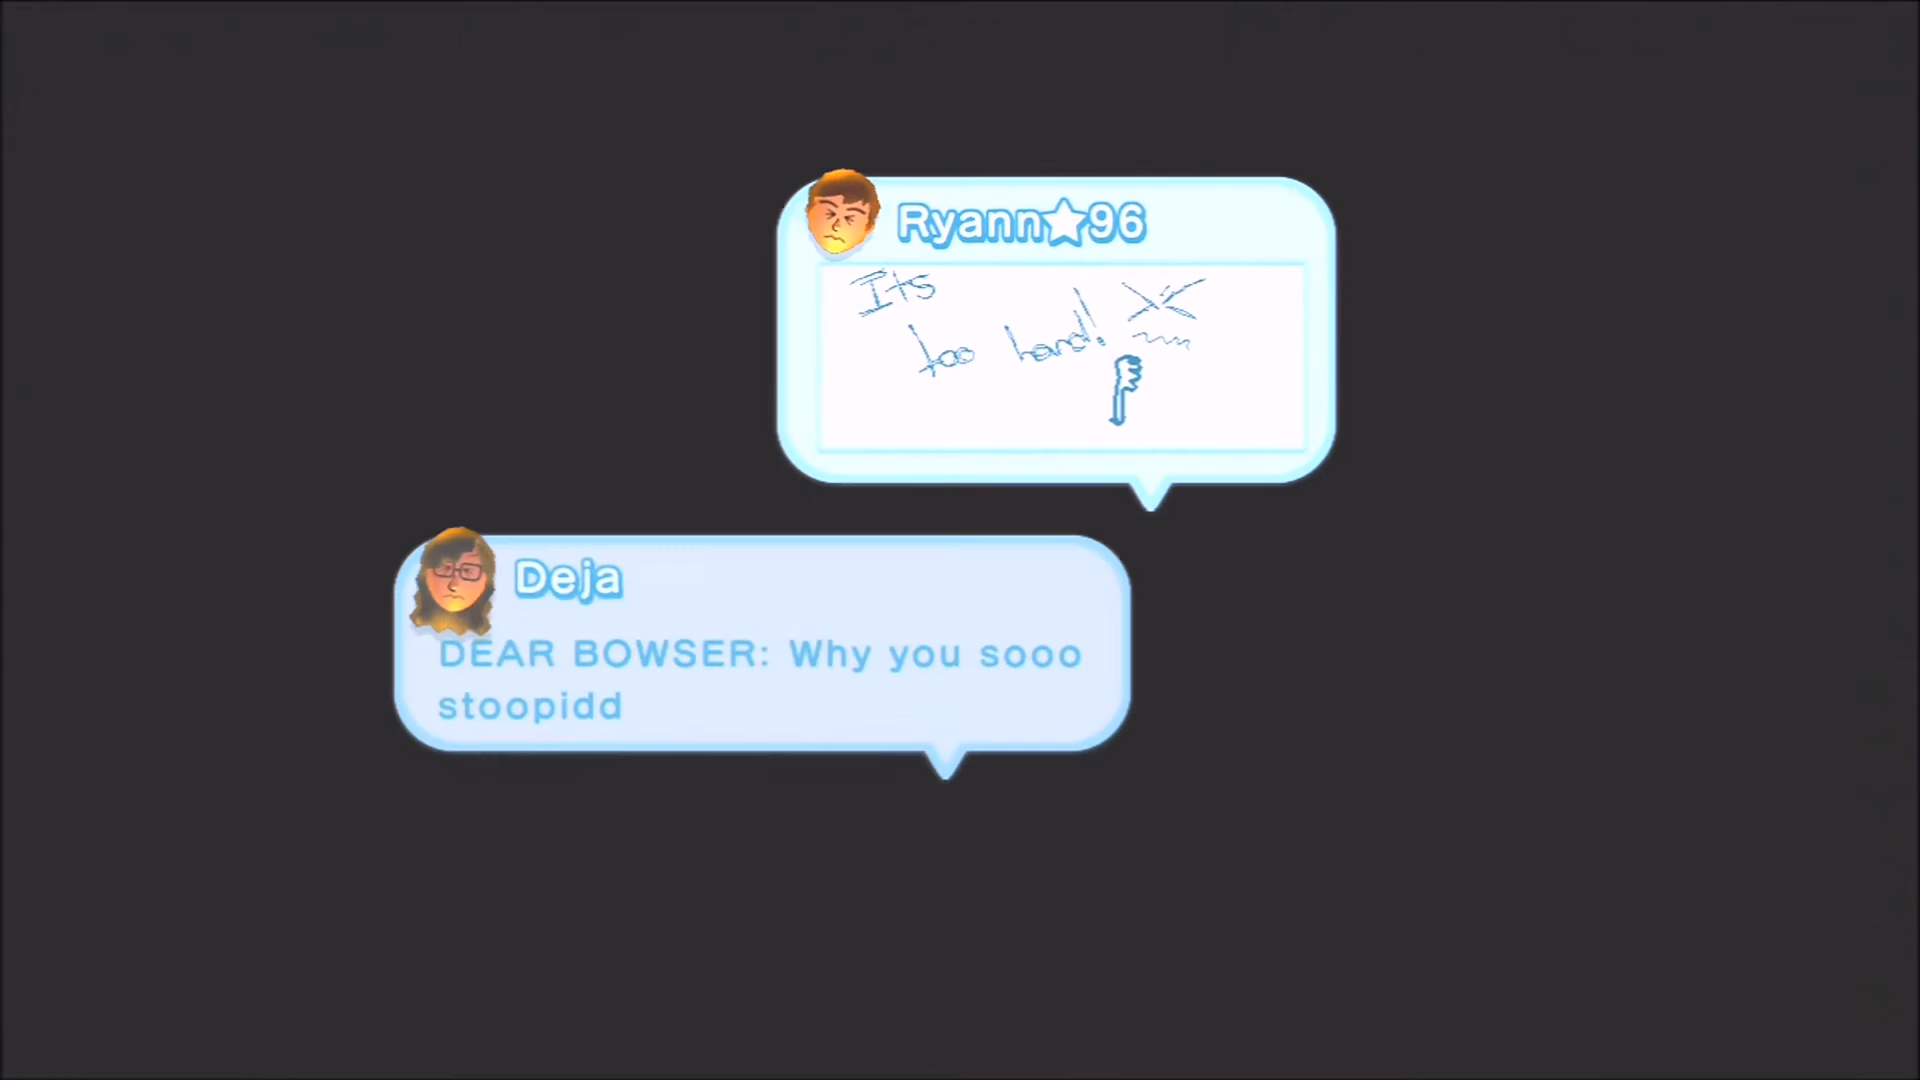 Ryann★96
Its
too hard!
Deja
DEAR BOWSER: Why you sooo
stoopidd